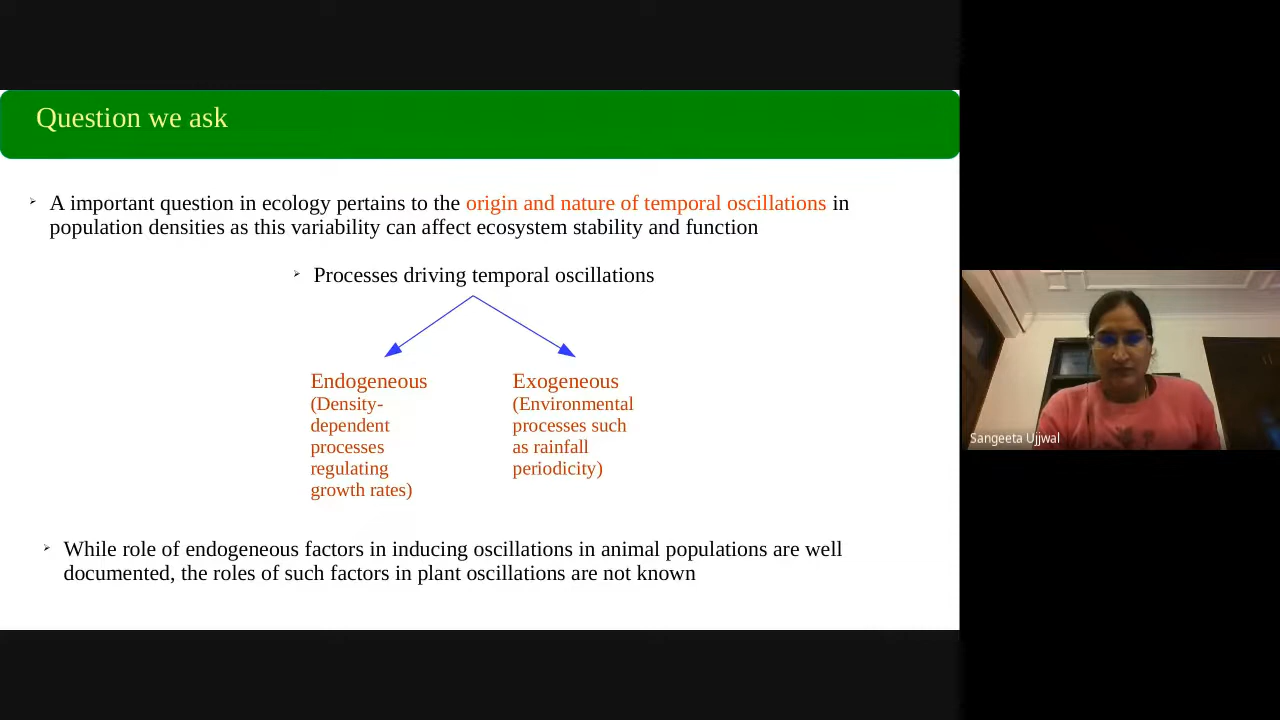 Question we ask
A important question in ecology pertains to the origin and nature of temporal oscillations in
population densities as this variability can affect ecosystem stability and function
Processes driving temporal oscillations
Endogeneous
(Density-
dependent
processes
regulating
growth rates)
Exogeneous
(Environmental
processes such
as rainfall
periodicity)
While role of endogeneous factors in inducing oscillations in animal populations are well
documented, the roles of such factors in plant oscillations are not known
Sangeeta Ujjwal